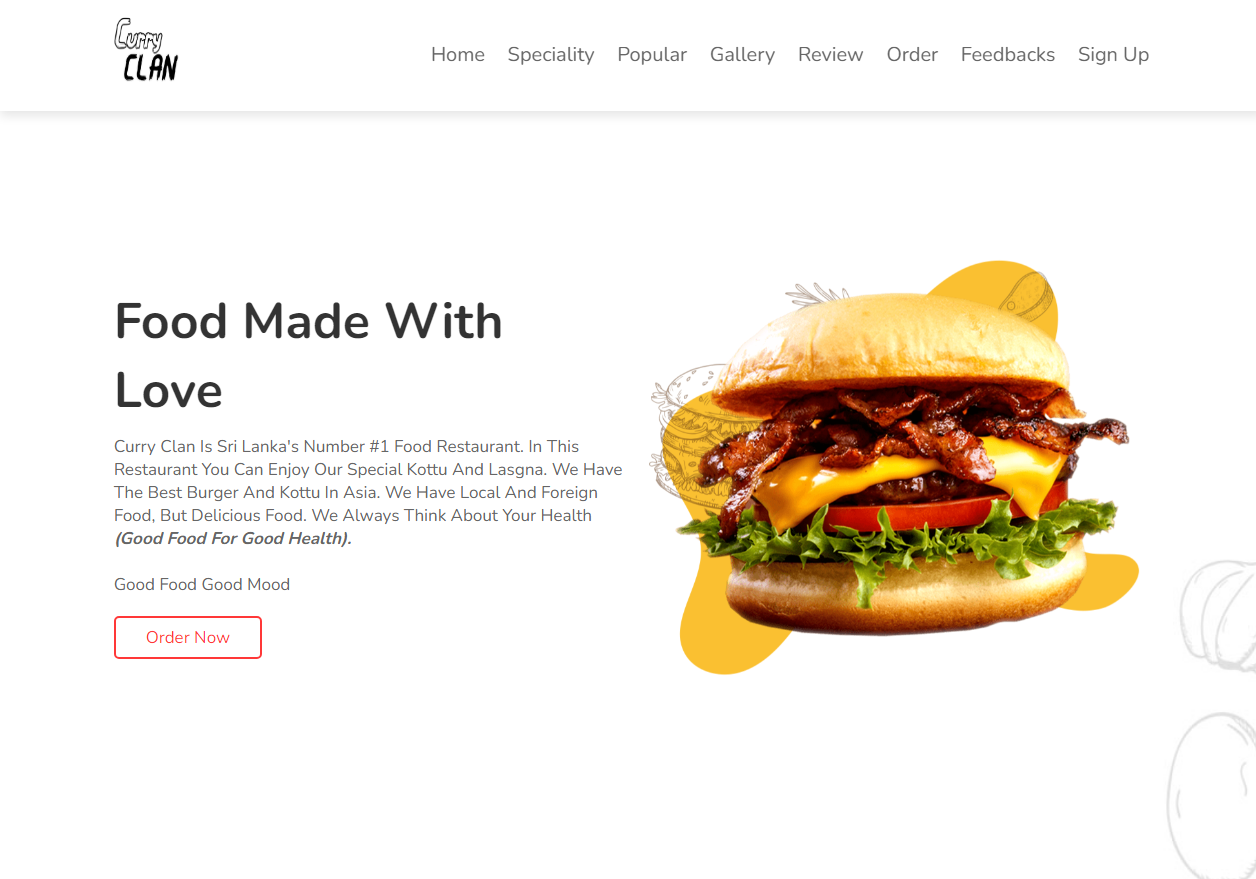 Curry
CLAN
Home Speciality Popular Gallery Review Order Feedbacks Sign Up
Food Made With
Love
Curry Clan Is Sri Lanka's Number #1 Food Restaurant. In This
Restaurant You Can Enjoy Our Special Kottu And Lasgna. We Have
The Best Burger And Kottu In Asia. We Have Local And Foreign
Food, But Delicious Food. We Always Think About Your Health
(Good Food For Good Health).
Good Food Good Mood
Order Now